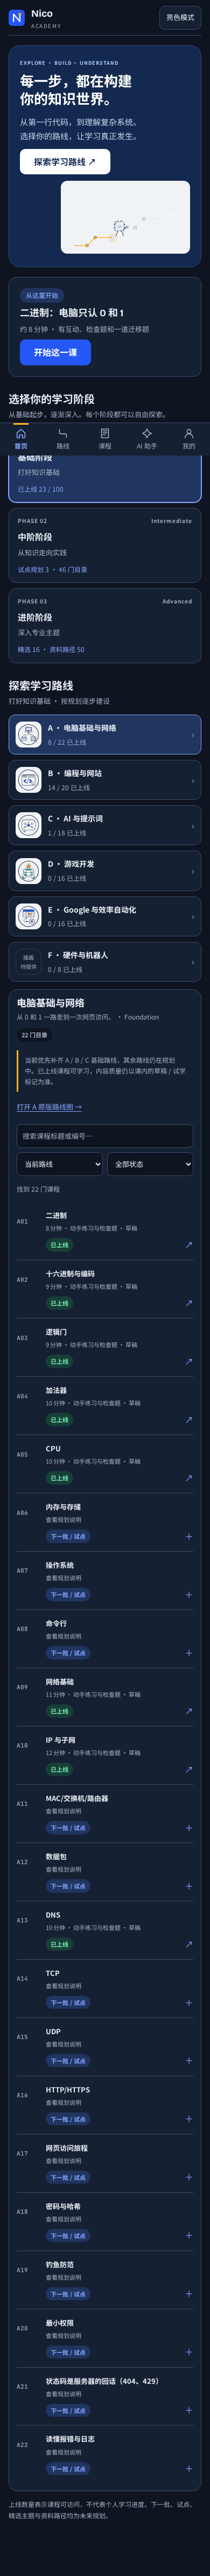 N
Nico
ACADEMY
亮色模式
EXPLORE · BUILD · UNDERSTAND
每一步，都在构建
你的知识世界。
从第一行代码，到理解复杂系统。
选择你的路线，让学习真正发生。
探索学习路线 ↗
从这里开始
二进制：电脑只认 0 和 1
约 8 分钟 · 有互动、检查题和一道迁移题
开始这一课
选择你的学习阶段
从基础起步，逐渐深入。每个阶段都可以自由探索。
首页
路线
课程
AI 助手
我的
基础阶段
打好知识基础
已上线 23 / 100
PHASE 02
Intermediate
中阶阶段
从知识走向实践
试点规划 3 · 46 门目录
PHASE 03
Advanced
进阶阶段
深入专业主题
精选 16 · 资料路径 50
探索学习路线
打好知识基础 · 按规划逐步建设
A · 电脑基础与网络
8 / 22 已上线
›
B · 编程与网站
14 / 20 已上线
›
C · AI 与提示词
1 / 18 已上线
›
D · 游戏开发
0 / 16 已上线
›
E · Google 与效率自动化
0 / 16 已上线
›
插画
待提供
F · 硬件与机器人
0 / 8 已上线
›
电脑基础与网络
从 0 和 1 一路走到一次网页访问。 · Foundation
22 门目录
当前优先补齐 A / B / C 基础路线，其余路线仍在规划
中。已上线课程可学习，内容质量仍以课内的草稿 / 试学
标记为准。
打开 A 原版路线图 →
搜索课程标题或编号…
当前路线
全部状态
找到 22 门课程
A01
二进制
8 分钟 · 动手练习与检查题 · 草稿
已上线
↗
A02
十六进制与编码
9 分钟 · 动手练习与检查题 · 草稿
已上线
↗
A03
逻辑门
9 分钟 · 动手练习与检查题 · 草稿
已上线
↗
A04
加法器
10 分钟 · 动手练习与检查题 · 草稿
已上线
↗
A05
CPU
10 分钟 · 动手练习与检查题 · 草稿
已上线
↗
A06
内存与存储
查看规划说明
下一批 / 试点
+
A07
操作系统
查看规划说明
下一批 / 试点
+
A08
命令行
查看规划说明
下一批 / 试点
+
A09
网络基础
11 分钟 · 动手练习与检查题 · 草稿
已上线
↗
A10
IP 与子网
12 分钟 · 动手练习与检查题 · 草稿
已上线
↗
A11
MAC/交换机/路由器
查看规划说明
下一批 / 试点
+
A12
数据包
查看规划说明
下一批 / 试点
+
A13
DNS
10 分钟 · 动手练习与检查题 · 草稿
已上线
↗
A14
TCP
查看规划说明
下一批 / 试点
+
A15
UDP
查看规划说明
下一批 / 试点
+
A16
HTTP/HTTPS
查看规划说明
下一批 / 试点
+
A17
网页访问旅程
查看规划说明
下一批 / 试点
+
A18
密码与哈希
查看规划说明
下一批 / 试点
+
A19
钓鱼防范
查看规划说明
下一批 / 试点
+
A20
最小权限
查看规划说明
下一批 / 试点
+
A21
状态码是服务器的回话（404、429）
查看规划说明
下一批 / 试点
+
A22
读懂报错与日志
查看规划说明
下一批 / 试点
+
上线数量表示课程可访问，不代表个人学习进度。下一批、试点、
精选主题与资料路径均为未来规划。